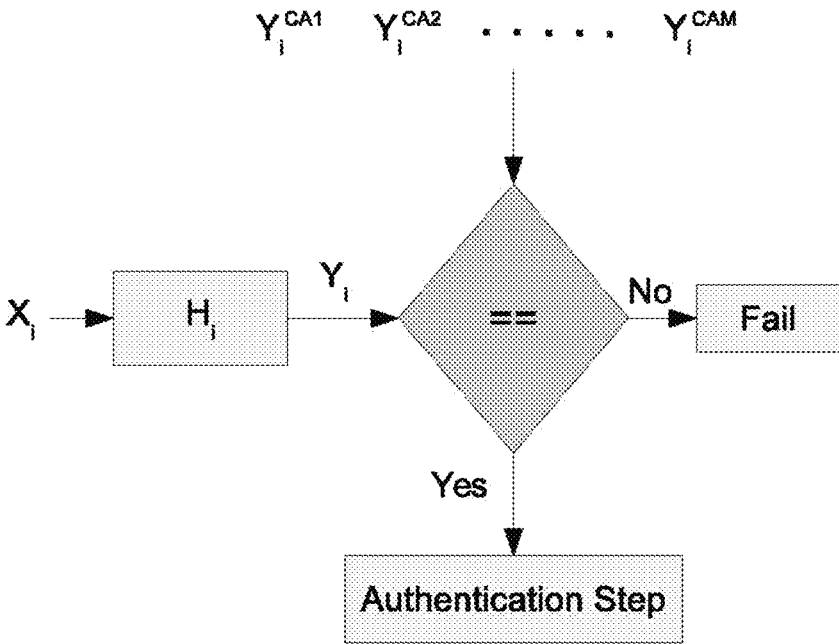 Y_i^CA1 Y_i^CA2 . . . . . Y_i^CAM
X_i
H_i
Y_i
==
No
Fail
Yes
Authentication Step